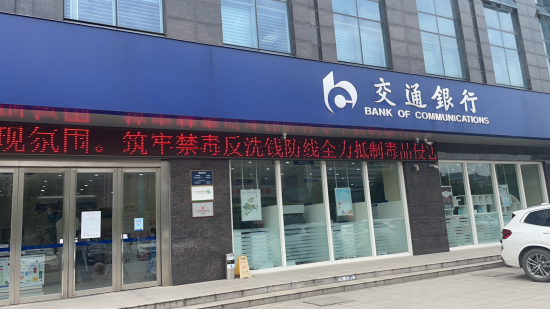 交通銀行
BANK OF COMMUNICATIONS
现氛围。筑牢禁毒反洗钱防线全力抵制毒品侵